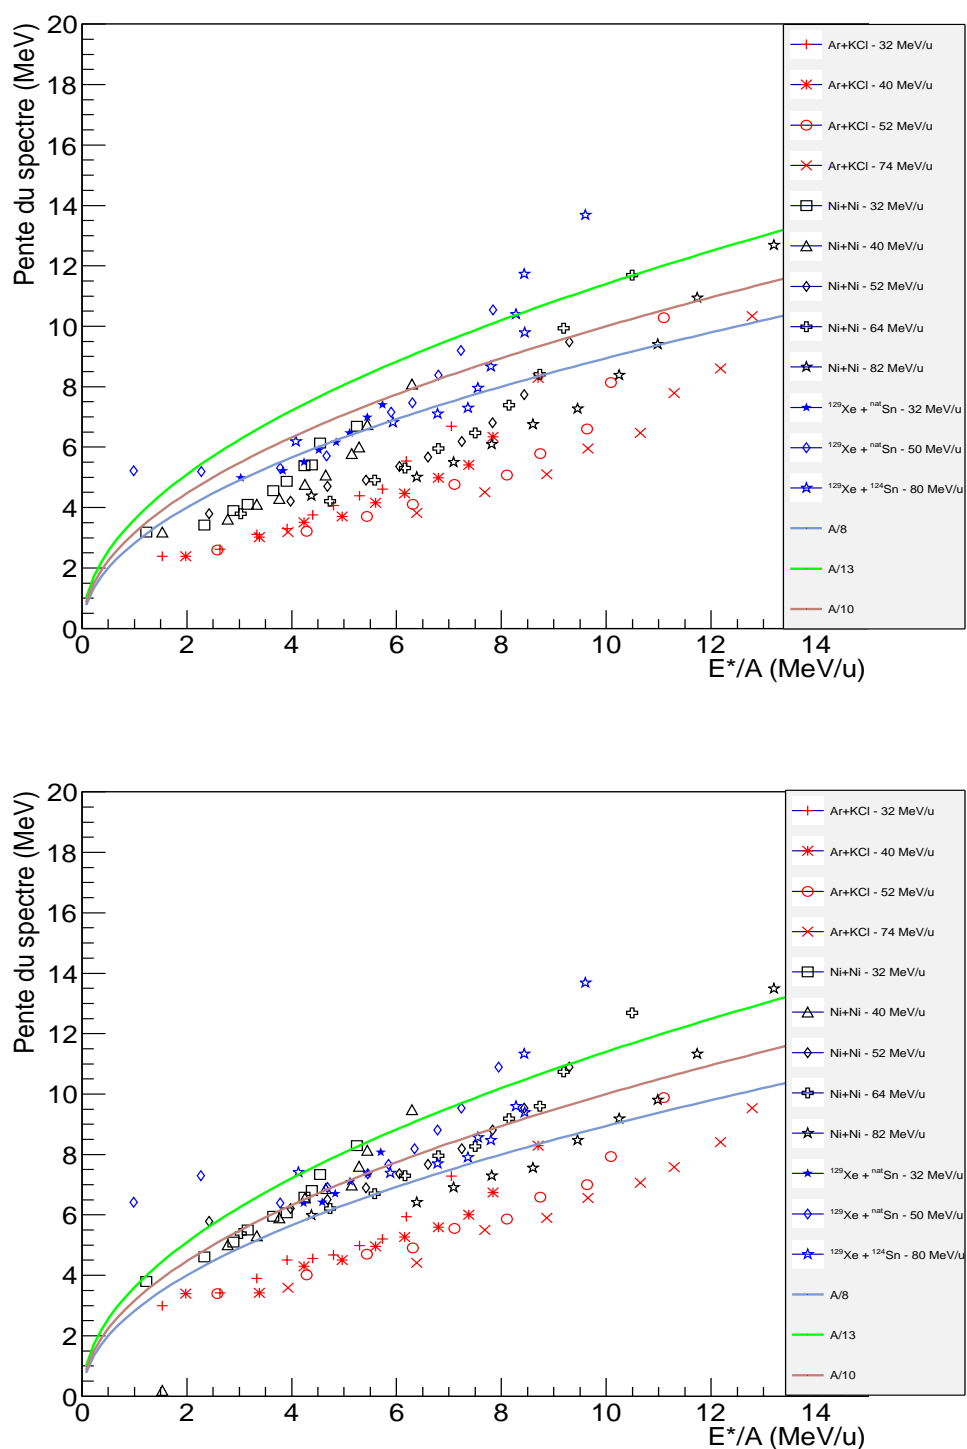 Pente du spectre (MeV)
20
18
16
14
12
10
8
6
4
2
0
0 2 4 6 8 10 12 14
E*/A (MeV/u)
Ar+KCl - 32 MeV/u
Ar+KCl - 40 MeV/u
Ar+KCl - 52 MeV/u
Ar+KCl - 74 MeV/u
Ni+Ni - 32 MeV/u
Ni+Ni - 40 MeV/u
Ni+Ni - 52 MeV/u
Ni+Ni - 64 MeV/u
Ni+Ni - 82 MeV/u
¹²⁹Xe + ⁿᵃᵗSn - 32 MeV/u
¹²⁹Xe + ⁿᵃᵗSn - 50 MeV/u
¹²⁹Xe + ¹²⁴Sn - 80 MeV/u
A/8
A/13
A/10
Pente du spectre (MeV)
20
18
16
14
12
10
8
6
4
2
0
0 2 4 6 8 10 12 14
E*/A (MeV/u)
Ar+KCl - 32 MeV/u
Ar+KCl - 40 MeV/u
Ar+KCl - 52 MeV/u
Ar+KCl - 74 MeV/u
Ni+Ni - 32 MeV/u
Ni+Ni - 40 MeV/u
Ni+Ni - 52 MeV/u
Ni+Ni - 64 MeV/u
Ni+Ni - 82 MeV/u
¹²⁹Xe + ⁿᵃᵗSn - 32 MeV/u
¹²⁹Xe + ⁿᵃᵗSn - 50 MeV/u
¹²⁹Xe + ¹²⁴Sn - 80 MeV/u
A/8
A/13
A/10